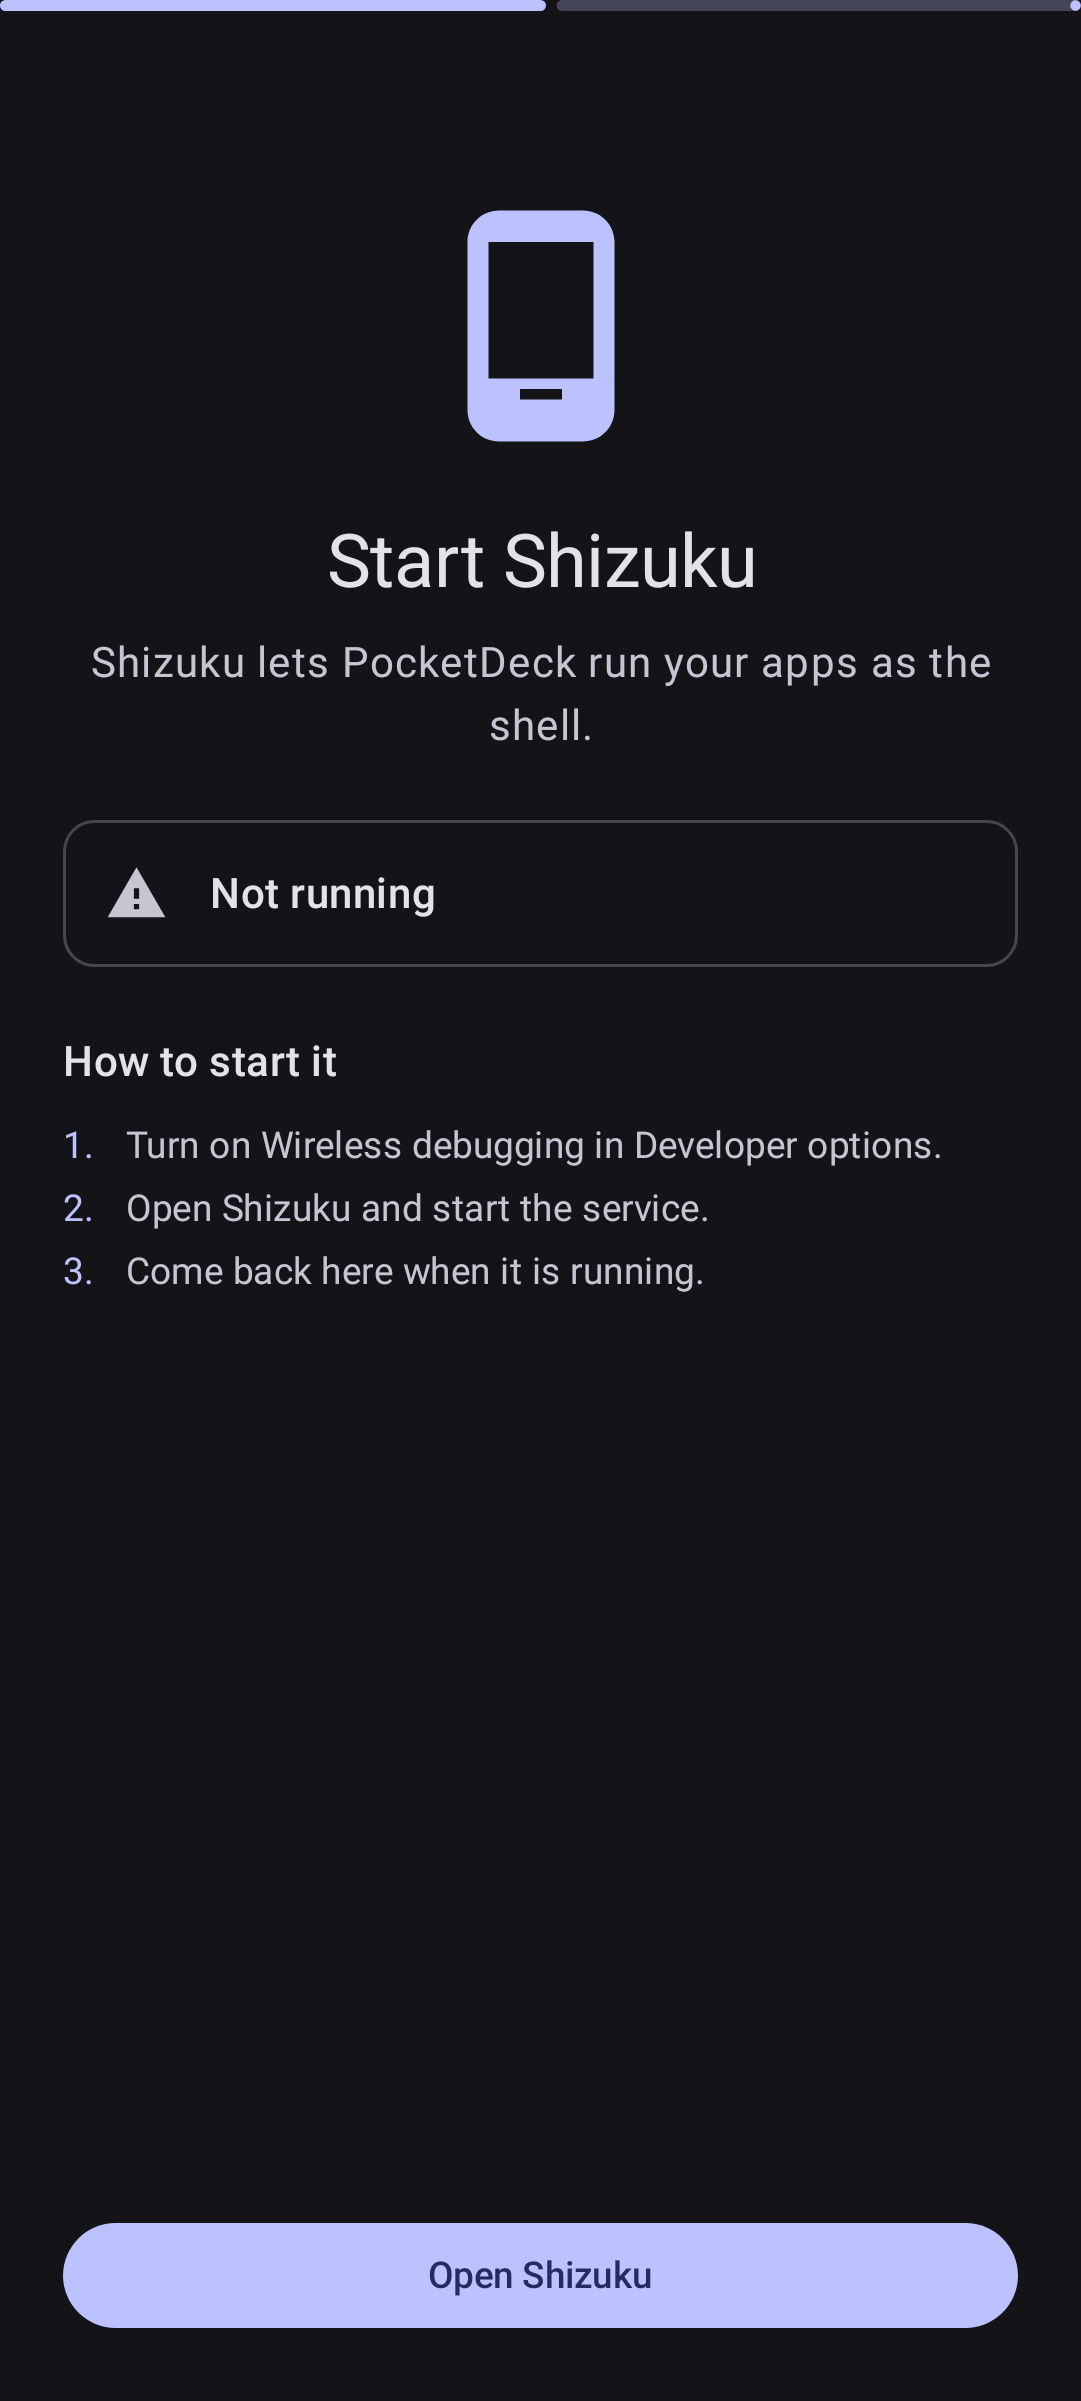 Start Shizuku
Shizuku lets PocketDeck run your apps as the
shell.
Not running
How to start it
1. Turn on Wireless debugging in Developer options.
2. Open Shizuku and start the service.
3. Come back here when it is running.
Open Shizuku